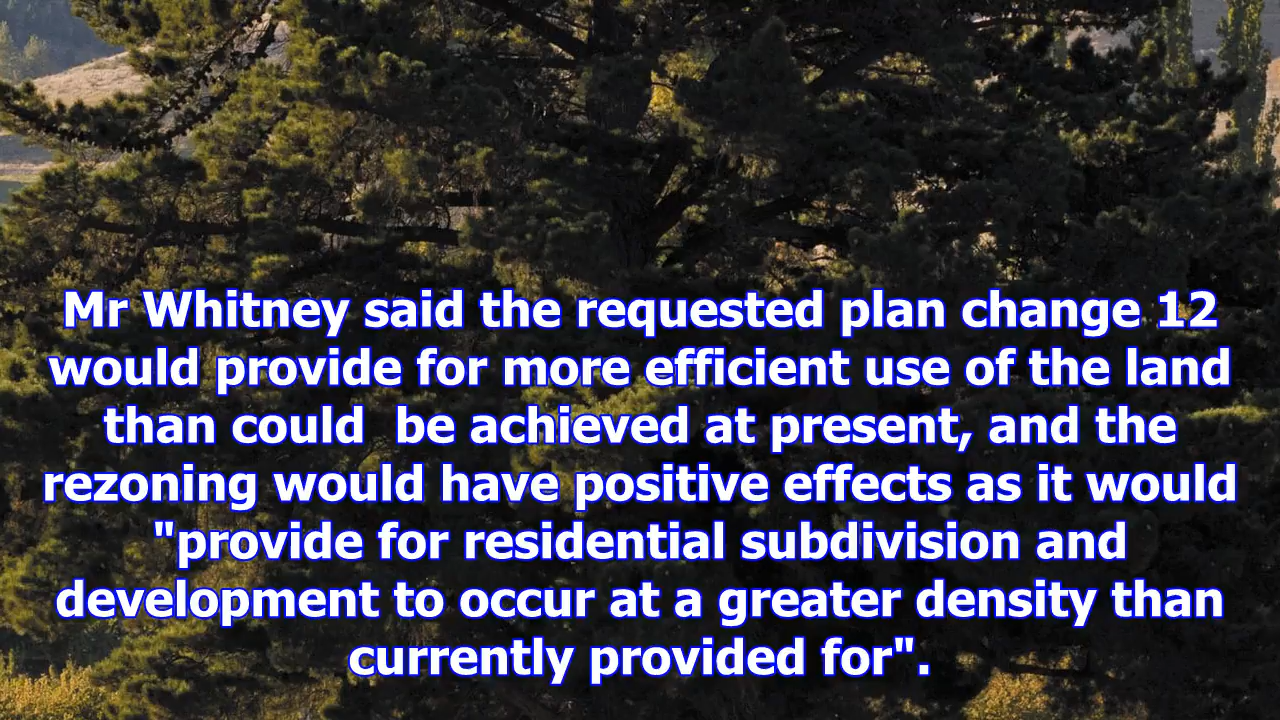 Mr Whitney said the requested plan change 12
would provide for more efficient use of the land
than could  be achieved at present, and the
rezoning would have positive effects as it would
"provide for residential subdivision and
development to occur at a greater density than
currently provided for".